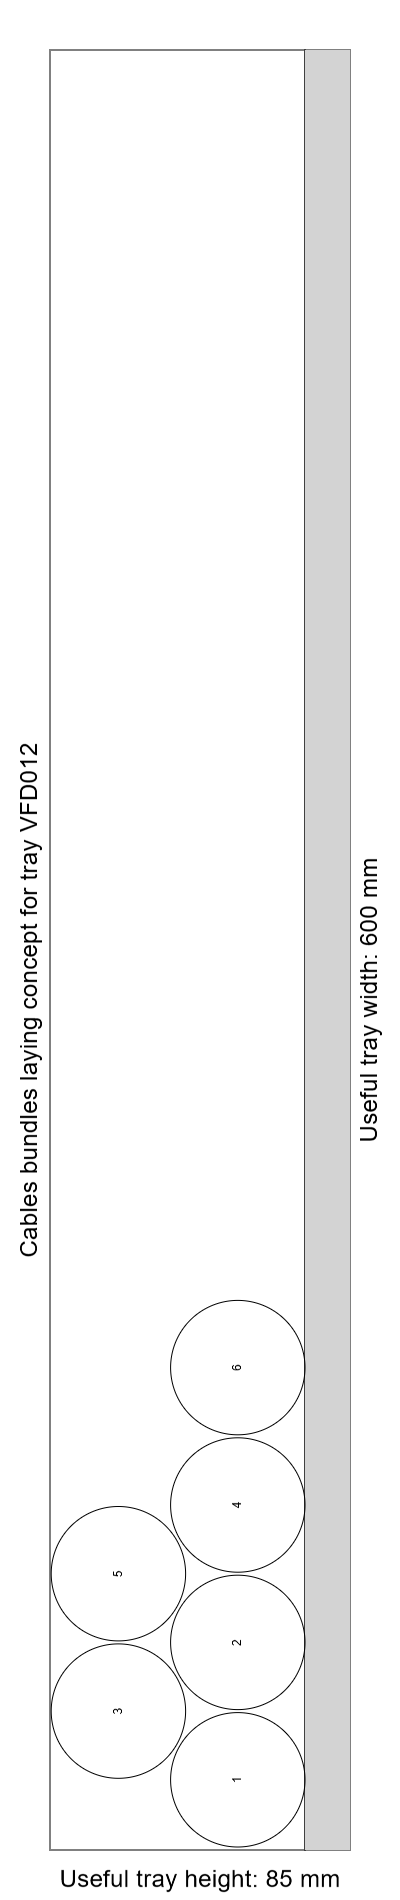 Cables bundles laying concept for tray VFD012
Useful tray width: 600 mm
6
4
5
2
3
1
Useful tray height: 85 mm